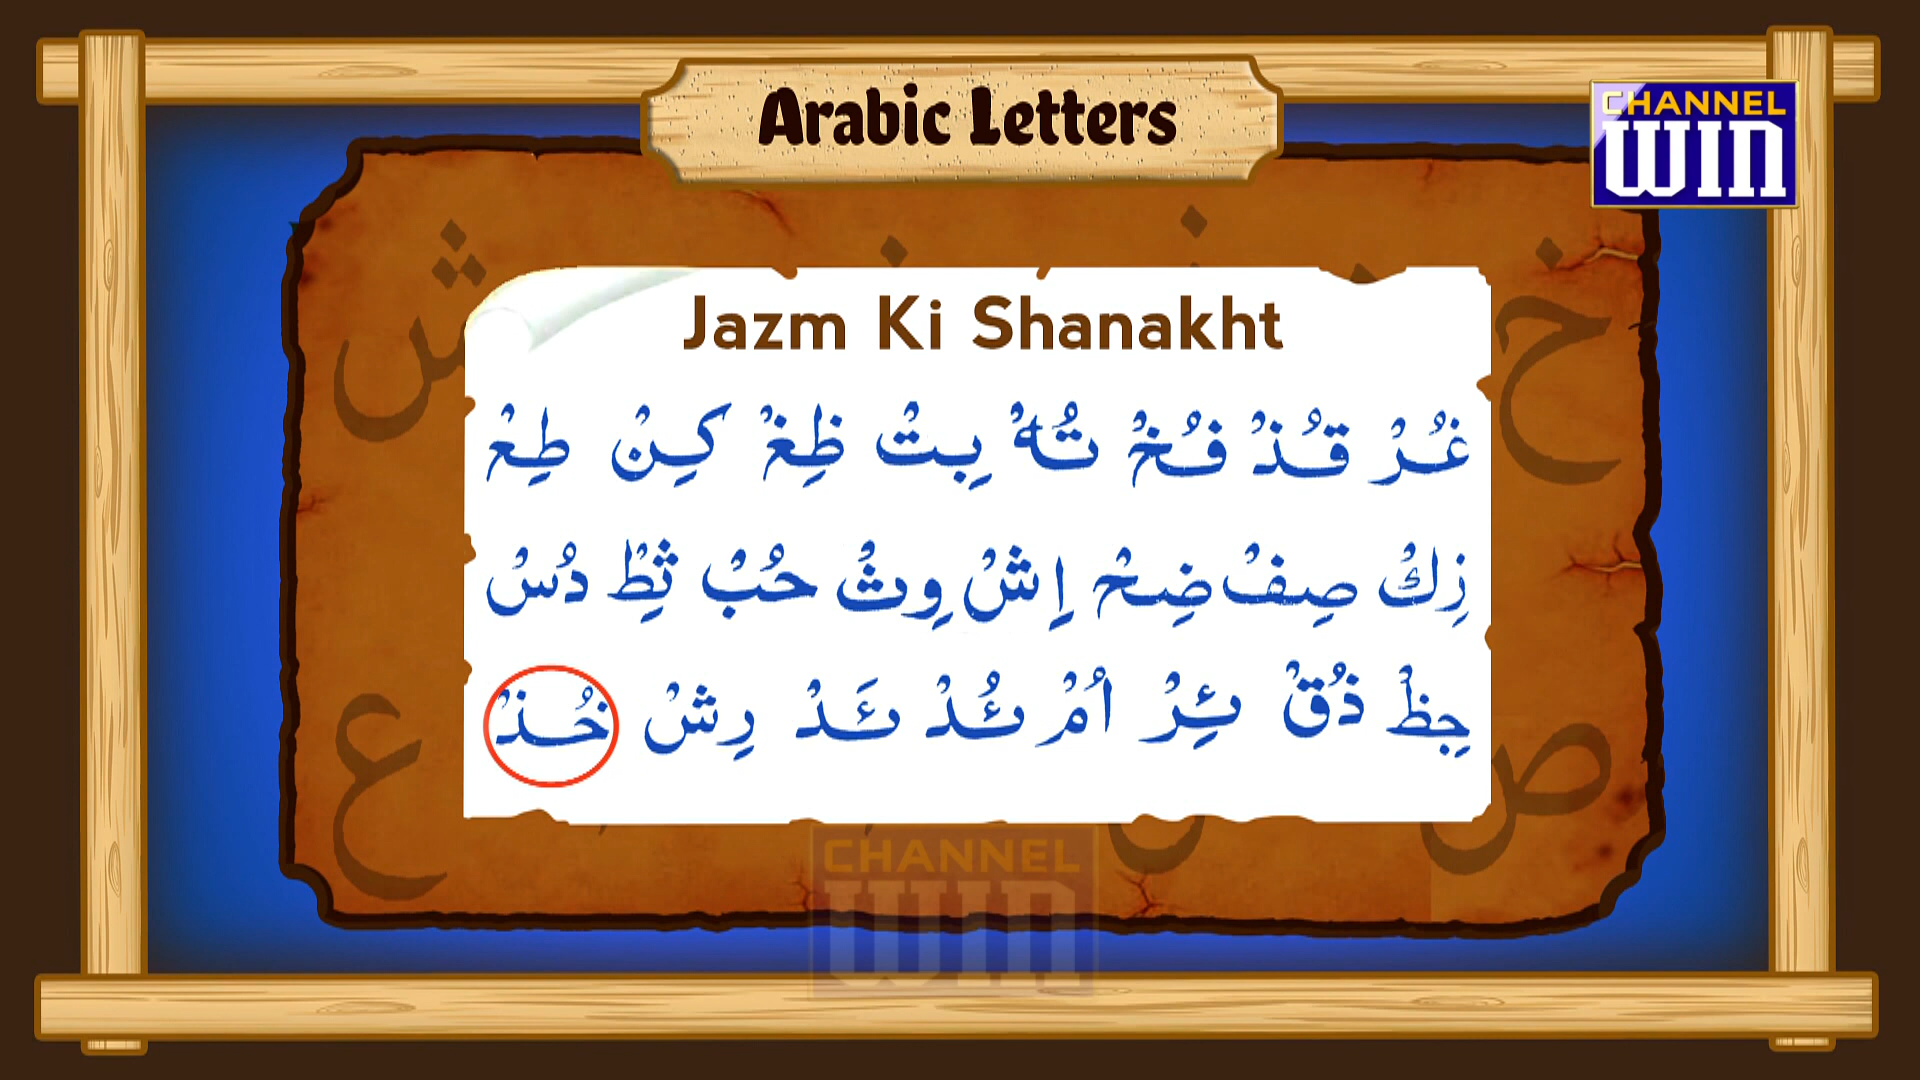 Arabic Letters
CHANNEL
WIN
Jazm Ki Shanakht
غُرْ قُذْ فُخْ تُهْ بِتْ ظِغْ كِنْ طِعْ
زِكْ صِفْ ضِحْ اِشْ وِثْ حُبْ ثِطْ دُسْ
جِظْ ذُقْ ئِرْ اُمْ ئُدْ ئَدْ رِشْ خُذْ
CHANNEL
WIN